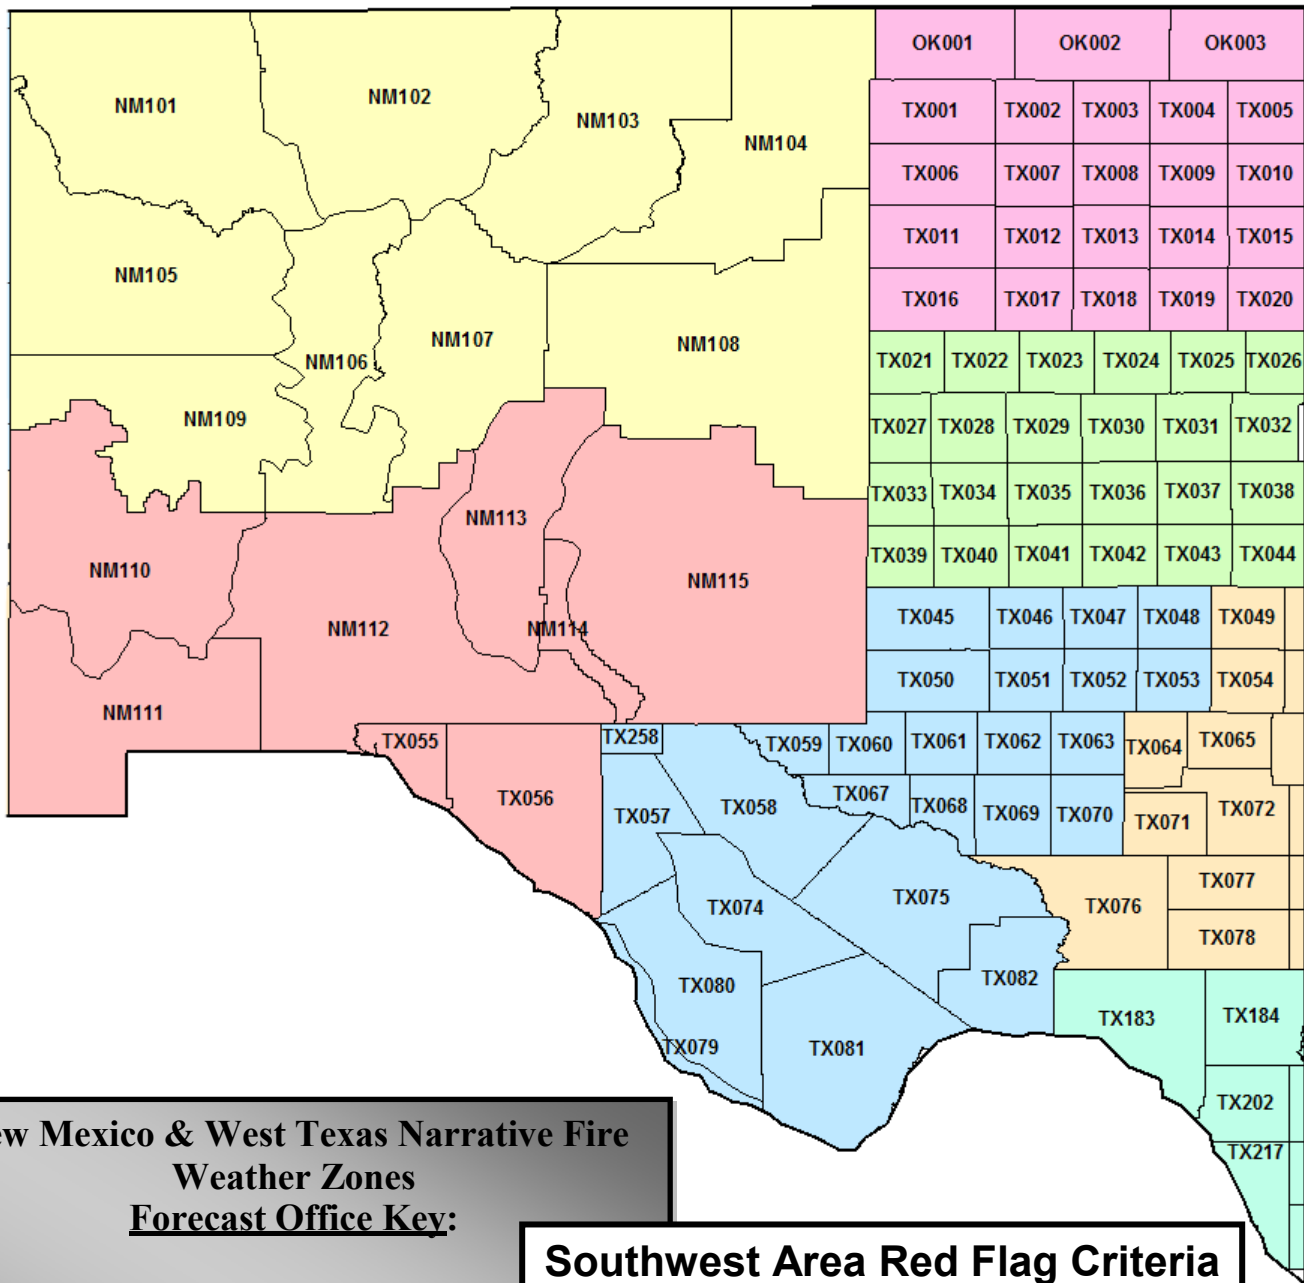 OK001 OK002 OK003
NM101 NM102 NM103 NM104 TX001 TX002 TX003 TX004 TX005
TX006 TX007 TX008 TX009 TX010
TX011 TX012 TX013 TX014 TX015
NM105 TX016 TX017 TX018 TX019 TX020
NM106 NM107 NM108 TX021 TX022 TX023 TX024 TX025 TX026
NM109 TX027 TX028 TX029 TX030 TX031 TX032
NM113 TX033 TX034 TX035 TX036 TX037 TX038
NM110 NM115 TX039 TX040 TX041 TX042 TX043 TX044
NM112 NM114 TX045 TX046 TX047 TX048 TX049
TX050 TX051 TX052 TX053 TX054
NM111 TX055 TX258 TX059 TX060 TX061 TX062 TX063 TX064 TX065
TX056 TX057 TX058 TX067 TX068 TX069 TX070 TX071 TX072
TX074 TX075 TX076 TX077
TX078
TX080 TX082
TX079 TX081 TX183 TX184
TX202
TX217
ew Mexico & West Texas Narrative Fire
Weather Zones
Forecast Office Key:
Southwest Area Red Flag Criteria